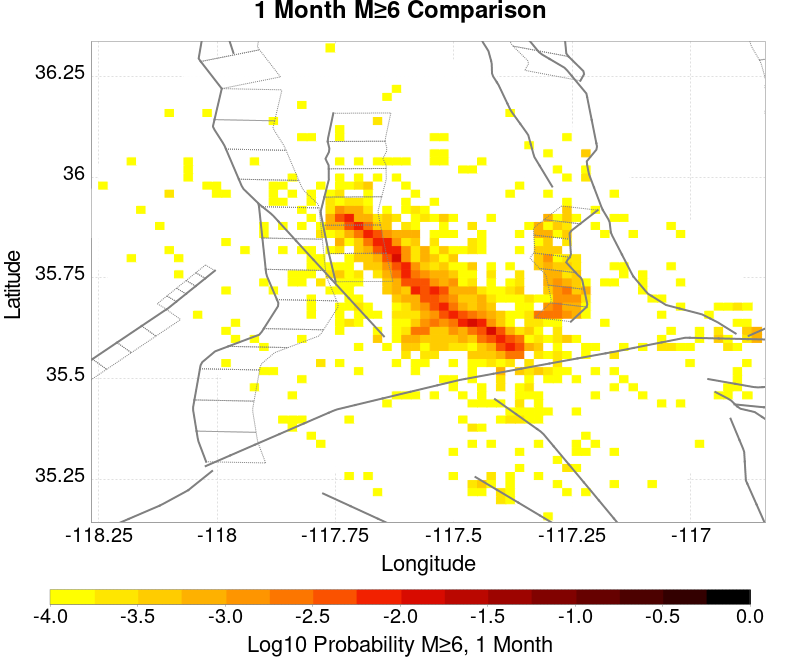 1 Month M≥6 Comparison
36.25
36
35.75
35.5
35.25
Latitude
-118.25 -118 -117.75 -117.5 -117.25 -117
Longitude
-4.0 -3.5 -3.0 -2.5 -2.0 -1.5 -1.0 -0.5 0.0
Log10 Probability M≥6, 1 Month